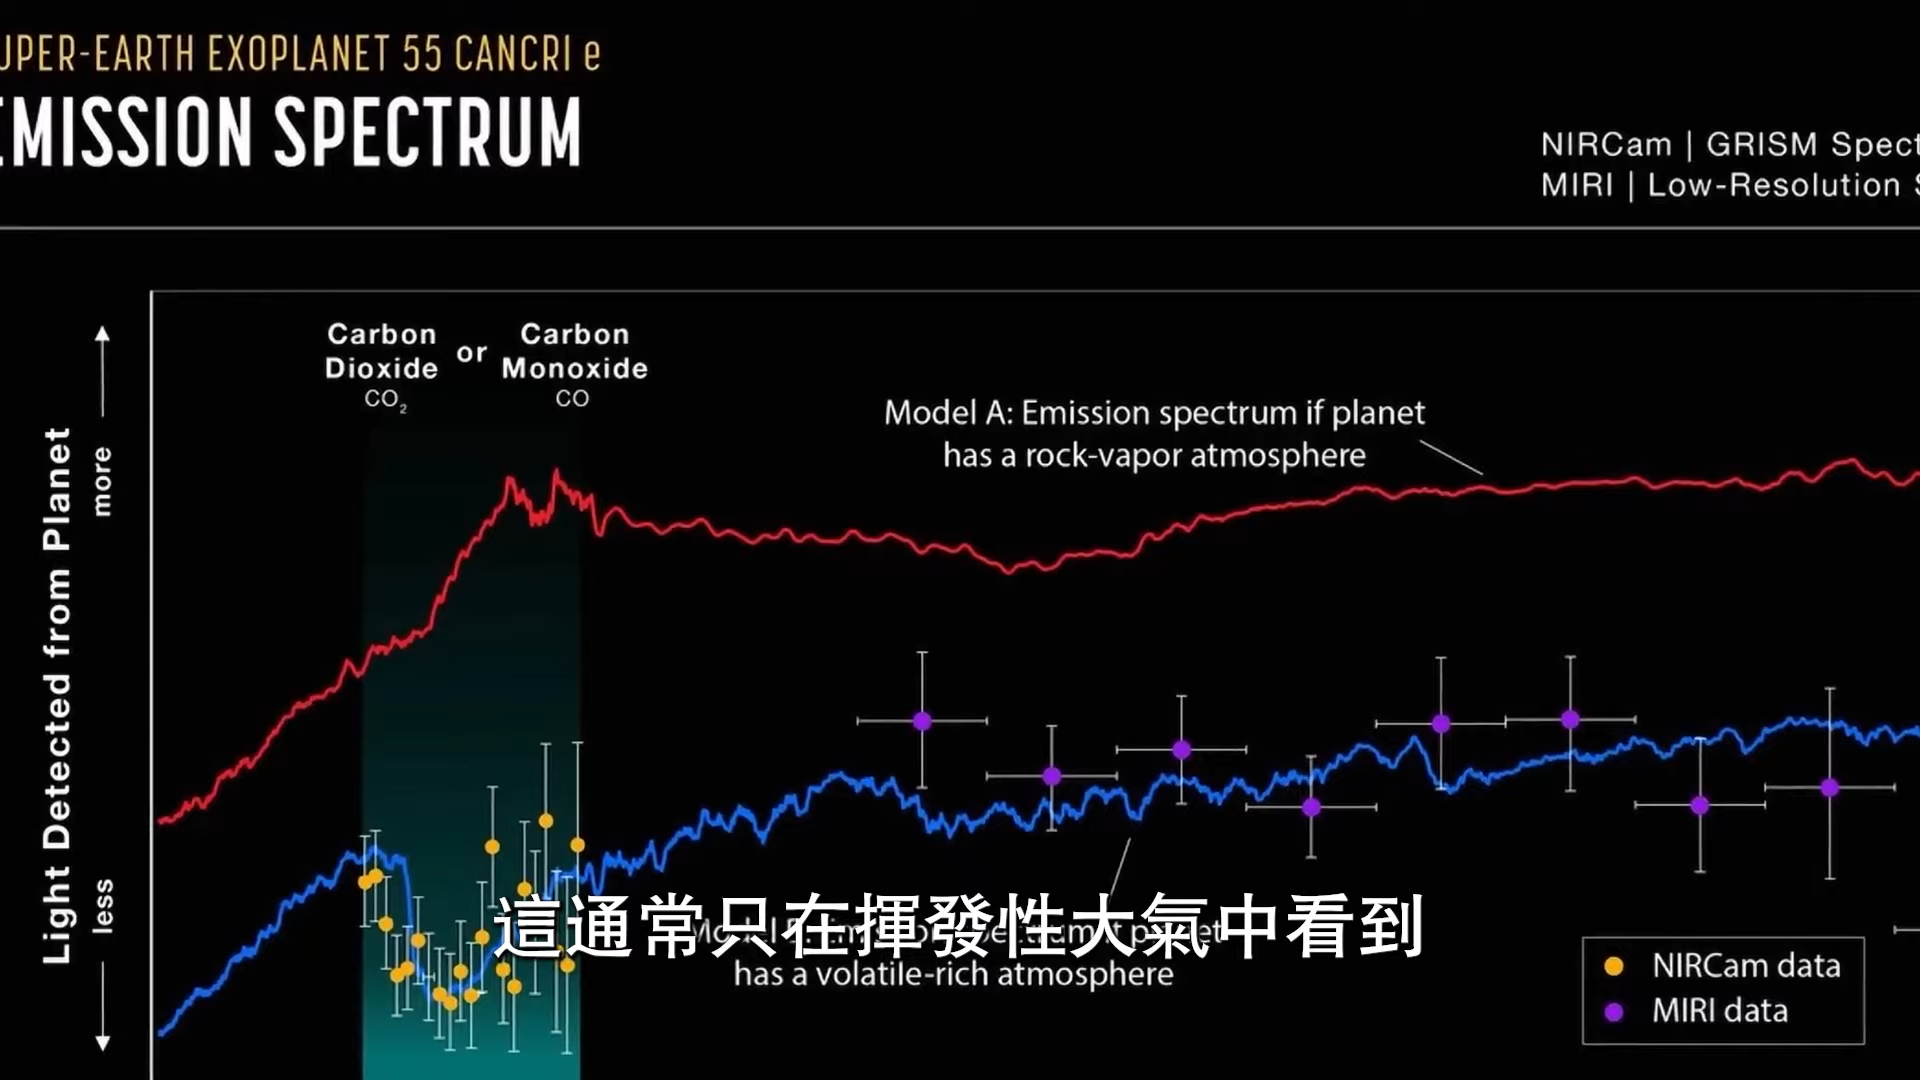 UPER-EARTH EXOPLANET 55 CANCRI e
EMISSION SPECTRUM
NIRCam | GRISM Spect
MIRI | Low-Resolution S
Carbon Dioxide
CO₂
or
Carbon Monoxide
CO
Model A: Emission spectrum if planet
has a rock-vapor atmosphere
Light Detected from Planet
more
less
這通常只在揮發性大氣中看到
has a volatile-rich atmosphere
NIRCam data
MIRI data